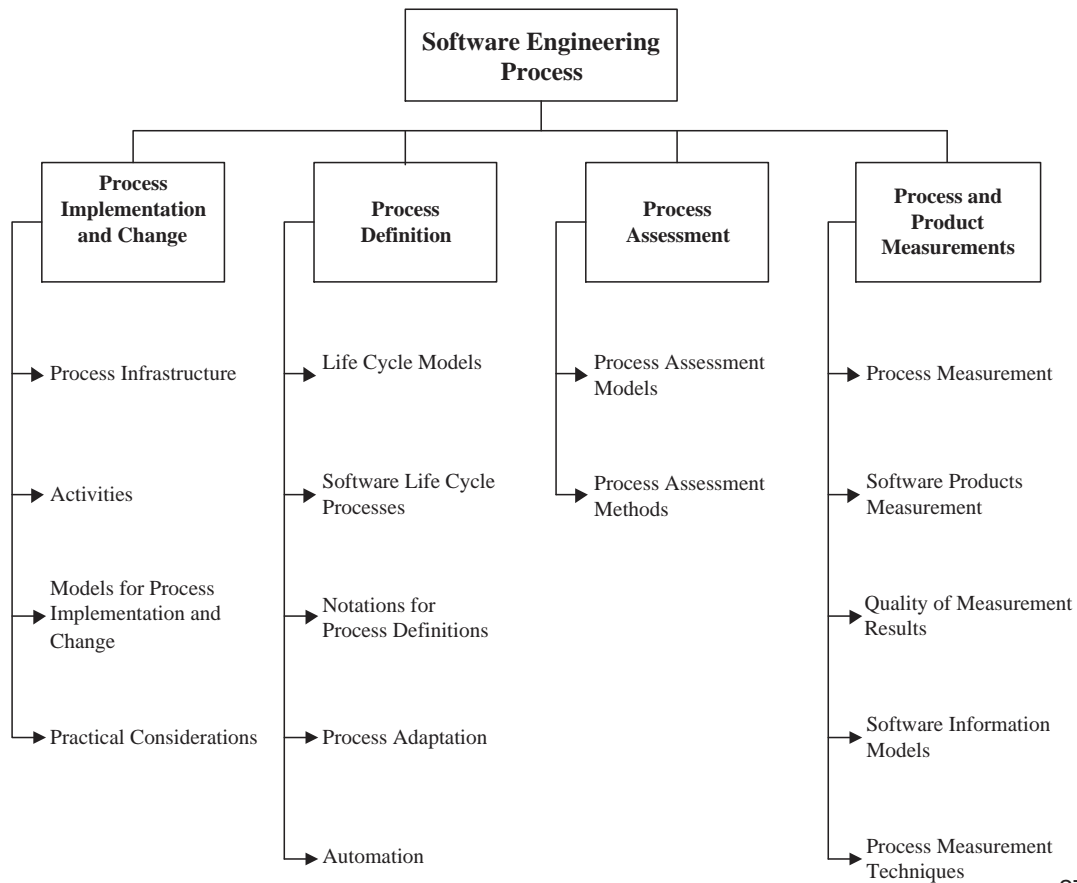 Software Engineering
Process
Process
Implementation
and Change
Process
Definition
Process
Assessment
Process and
Product
Measurements
Process Infrastructure
Activities
Models for Process
Implementation and
Change
Practical Considerations
Life Cycle Models
Software Life Cycle
Processes
Notations for
Process Definitions
Process Adaptation
Automation
Process Assessment
Models
Process Assessment
Methods
Process Measurement
Software Products
Measurement
Quality of Measurement
Results
Software Information
Models
Process Measurement
Techniques